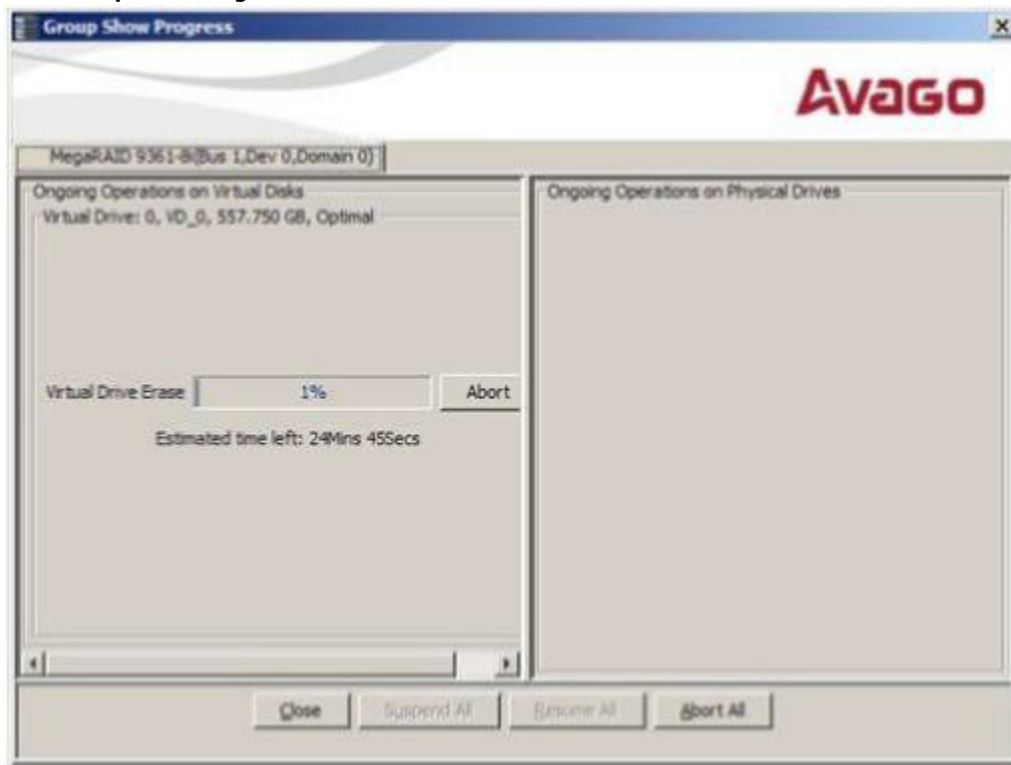 Group Show Progress
Avago
MegaRAID 9361-8i(Bus 1,Dev 0,Domain 0)
Ongoing Operations on Virtual Disks
Virtual Drive: 0, VD_0, 557.750 GB, Optimal
Virtual Drive Erase 1% Abort
Estimated time left: 24Mins 45Secs
Ongoing Operations on Physical Drives
Close Suspend All Resume All Abort All